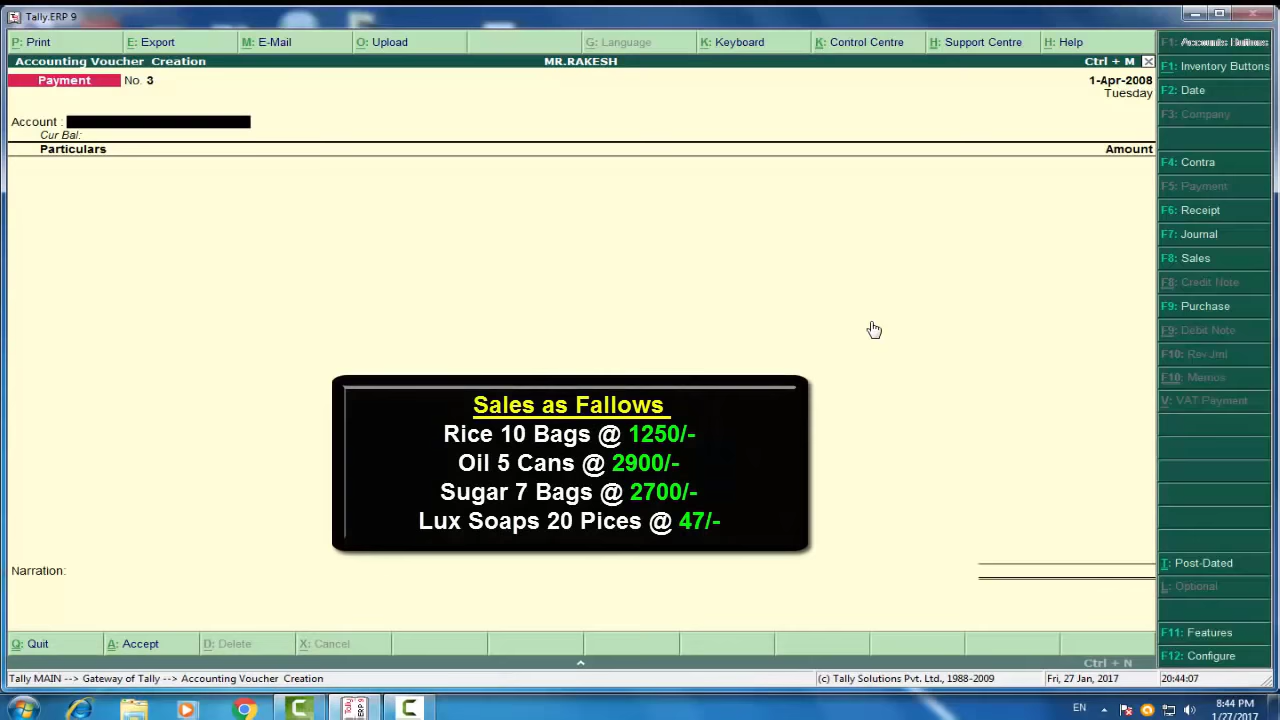 Tally.ERP 9
P: Print E: Export M: E-Mail O: Upload G: Language K: Keyboard K: Control Centre H: Support Centre H: Help
Accounting Voucher Creation MR.RAKESH Ctrl + M
Payment No. 3 1-Apr-2008
Tuesday
Account :
Cur Bal:
Particulars Amount
Sales as Fallows
Rice 10 Bags @ 1250/-
Oil 5 Cans @ 2900/-
Sugar 7 Bags @ 2700/-
Lux Soaps 20 Pices @ 47/-
Narration:
F1: Accounts Buttons
F1: Inventory Buttons
F2: Date
F3: Company
F4: Contra
F5: Payment
F6: Receipt
F7: Journal
F8: Sales
F8: Credit Note
F9: Purchase
F9: Debit Note
F10: Rev Jrnl
F10: Memos
V: VAT Payment
T: Post-Dated
L: Optional
F11: Features
F12: Configure
Q: Quit A: Accept D: Delete X: Cancel
Ctrl + N
Tally MAIN --> Gateway of Tally --> Accounting Voucher Creation (c) Tally Solutions Pvt. Ltd., 1988-2009 Fri, 27 Jan, 2017 20:44:07
EN 8:44 PM
1/27/2017